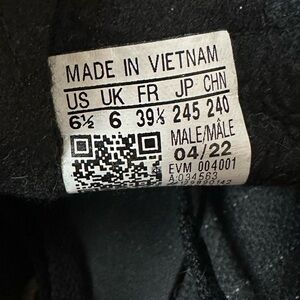 MADE IN VIETNAM
US UK FR JP CHN
6½ 6 39⅓ 245 240
MALE/MÂLE
04/22
EVM 004001
A:034563